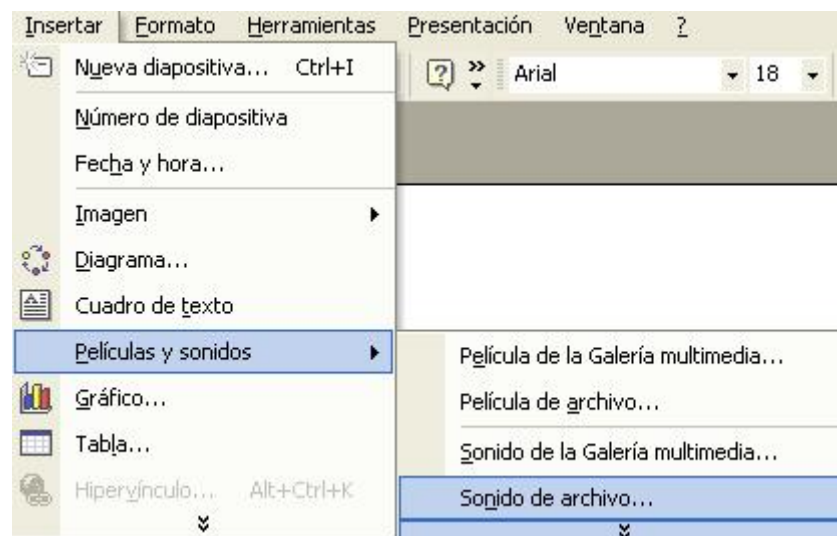 Insertar Formato Herramientas Presentación Ventana ?
Nueva diapositiva... Ctrl+I
Arial 18
Número de diapositiva
Fecha y hora...
Imagen
Diagrama...
Cuadro de texto
Películas y sonidos
Película de la Galería multimedia...
Gráfico...
Película de archivo...
Tabla...
Sonido de la Galería multimedia...
Hipervínculo... Alt+Ctrl+K
Sonido de archivo...